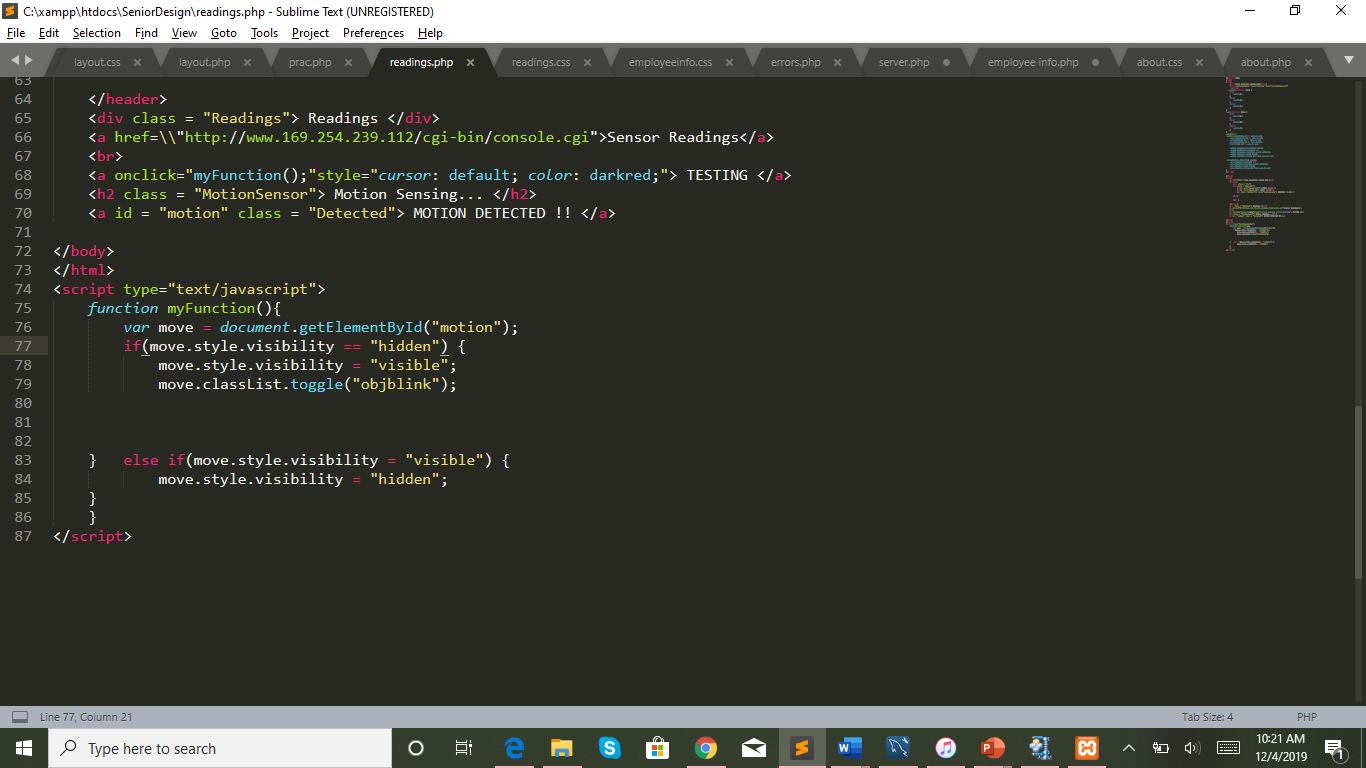 C:\xampp\htdocs\SeniorDesign\readings.php - Sublime Text (UNREGISTERED)
File Edit Selection Find View Goto Tools Project Preferences Help
layout.css × layout.php × prac.php × readings.php × readings.css × employeeinfo.css × errors.php × server.php employee info.php about.css × about.php ×
63
64 </header>
65 <div class = "Readings"> Readings </div>
66 <a href=\\"http://www.169.254.239.112/cgi-bin/console.cgi">Sensor Readings</a>
67 <br>
68 <a onclick="myFunction();"style="cursor: default; color: darkred;"> TESTING </a>
69 <h2 class = "MotionSensor"> Motion Sensing... </h2>
70 <a id = "motion" class = "Detected"> MOTION DETECTED !! </a>
71
72 </body>
73 </html>
74 <script type="text/javascript">
75 function myFunction(){
76 var move = document.getElementById("motion");
77 if(move.style.visibility == "hidden") {
78 move.style.visibility = "visible";
79 move.classList.toggle("objblink");
80
81
82
83 } else if(move.style.visibility = "visible") {
84 move.style.visibility = "hidden";
85 }
86 }
87 </script>
Line 77, Column 21 Tab Size: 4 PHP
Type here to search
10:21 AM
12/4/2019
1